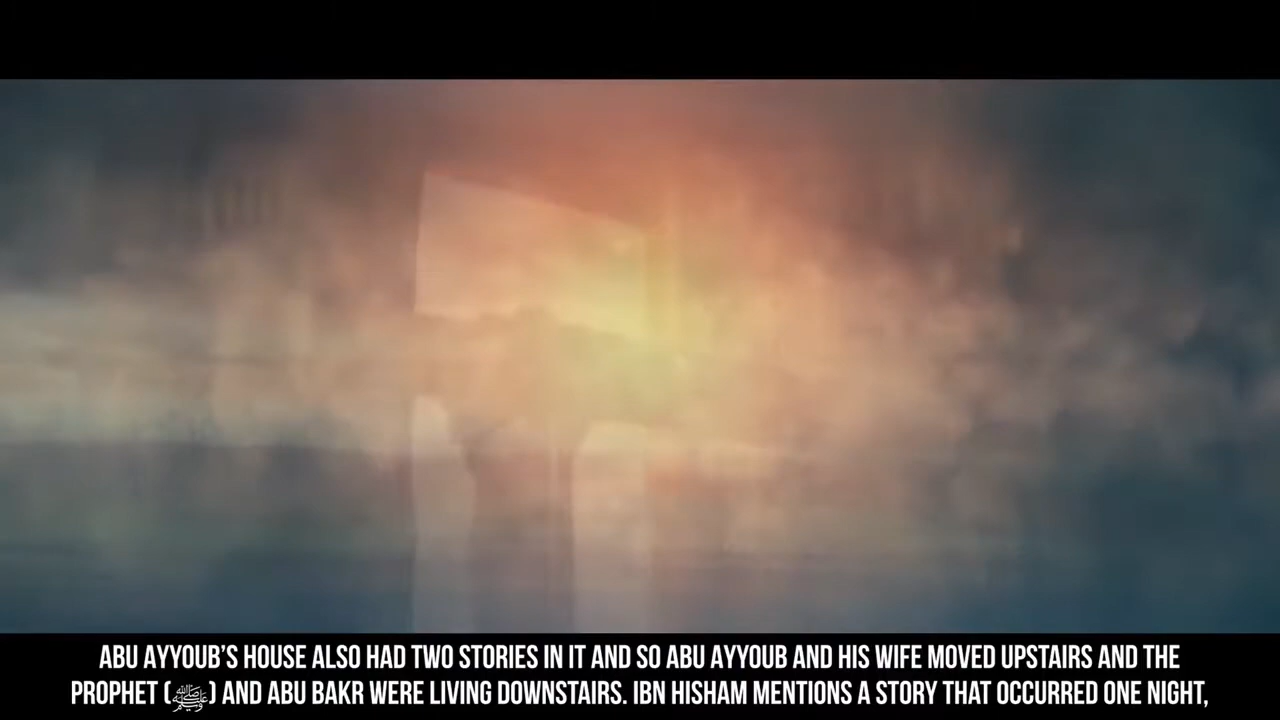 ABU AYYOUB'S HOUSE ALSO HAD TWO STORIES IN IT AND SO ABU AYYOUB AND HIS WIFE MOVED UPSTAIRS AND THE
PROPHET (ﷺ) AND ABU BAKR WERE LIVING DOWNSTAIRS. IBN HISHAM MENTIONS A STORY THAT OCCURRED ONE NIGHT,